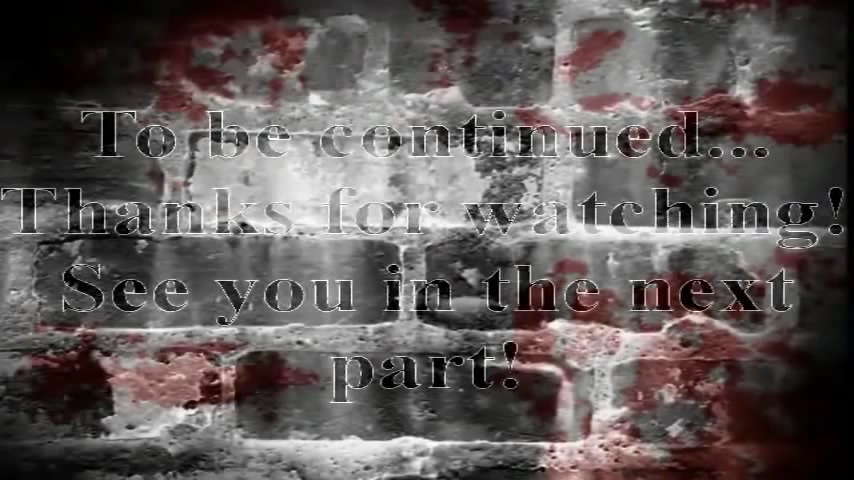 To be continued...
Thanks for watching!
See you in the next
part!